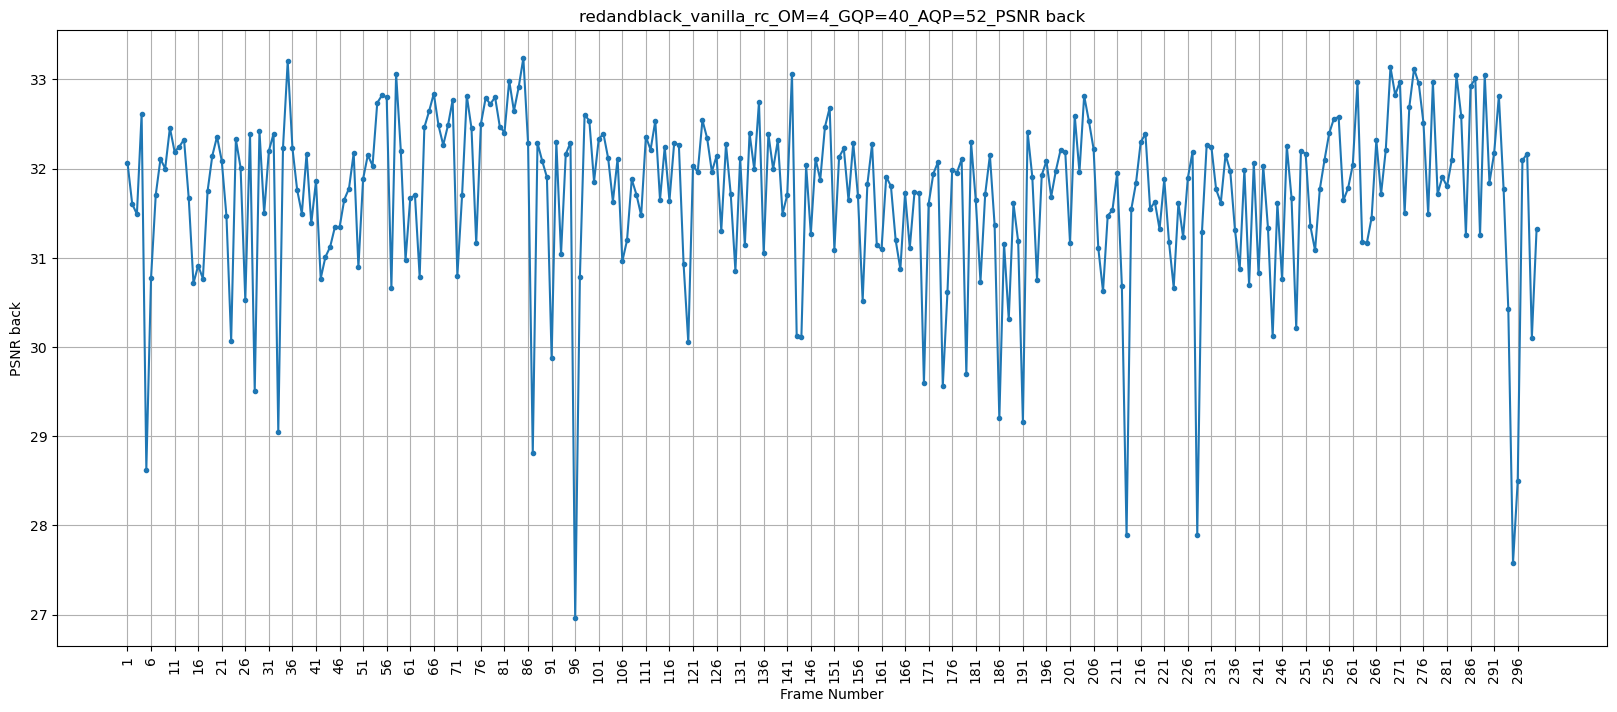 redandblack_vanilla_rc_OM=4_GQP=40_AQP=52_PSNR back
PSNR back
33
32
31
30
29
28
27
1 6 11 16 21 26 31 36 41 46 51 56 61 66 71 76 81 86 91 96 101 106 111 116 121 126 131 136 141 146 151 156 161 166 171 176 181 186 191 196 201 206 211 216 221 226 231 236 241 246 251 256 261 266 271 276 281 286 291 296
Frame Number